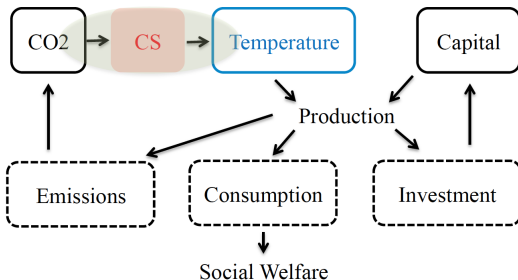 CO2
CS
Temperature
Capital
Production
Emissions
Consumption
Investment
Social Welfare